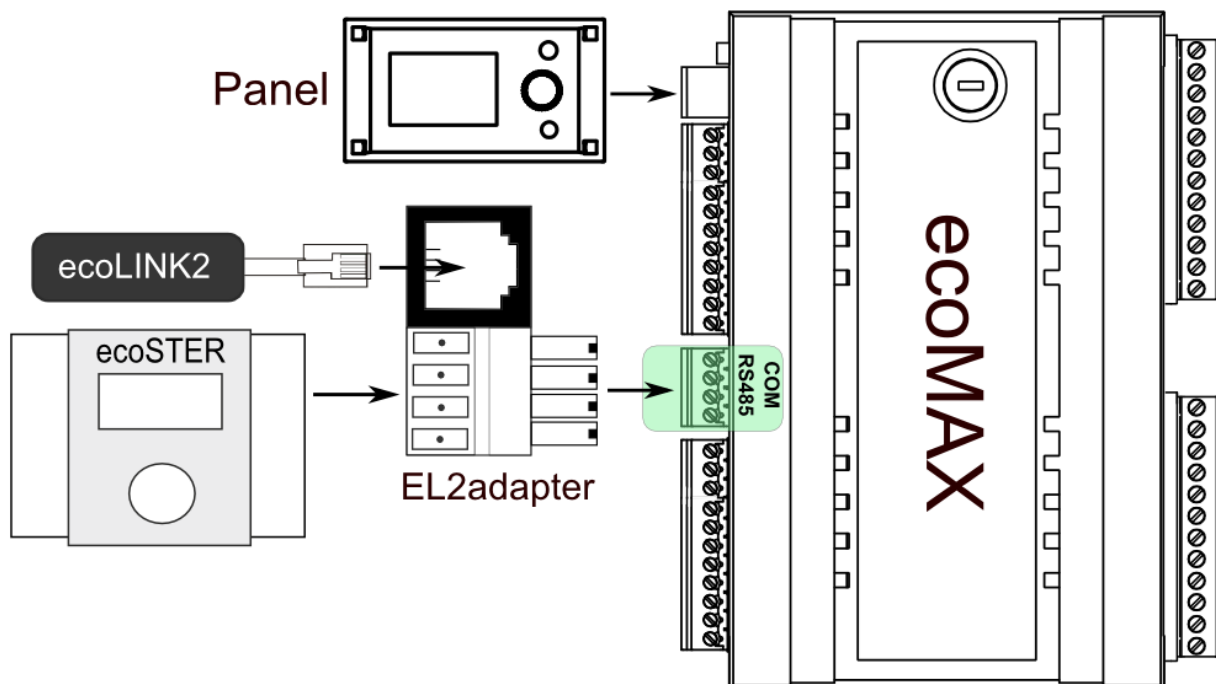 Panel
ecoLINK2
ecoSTER
EL2adapter
COM
RS485
ecoMAX